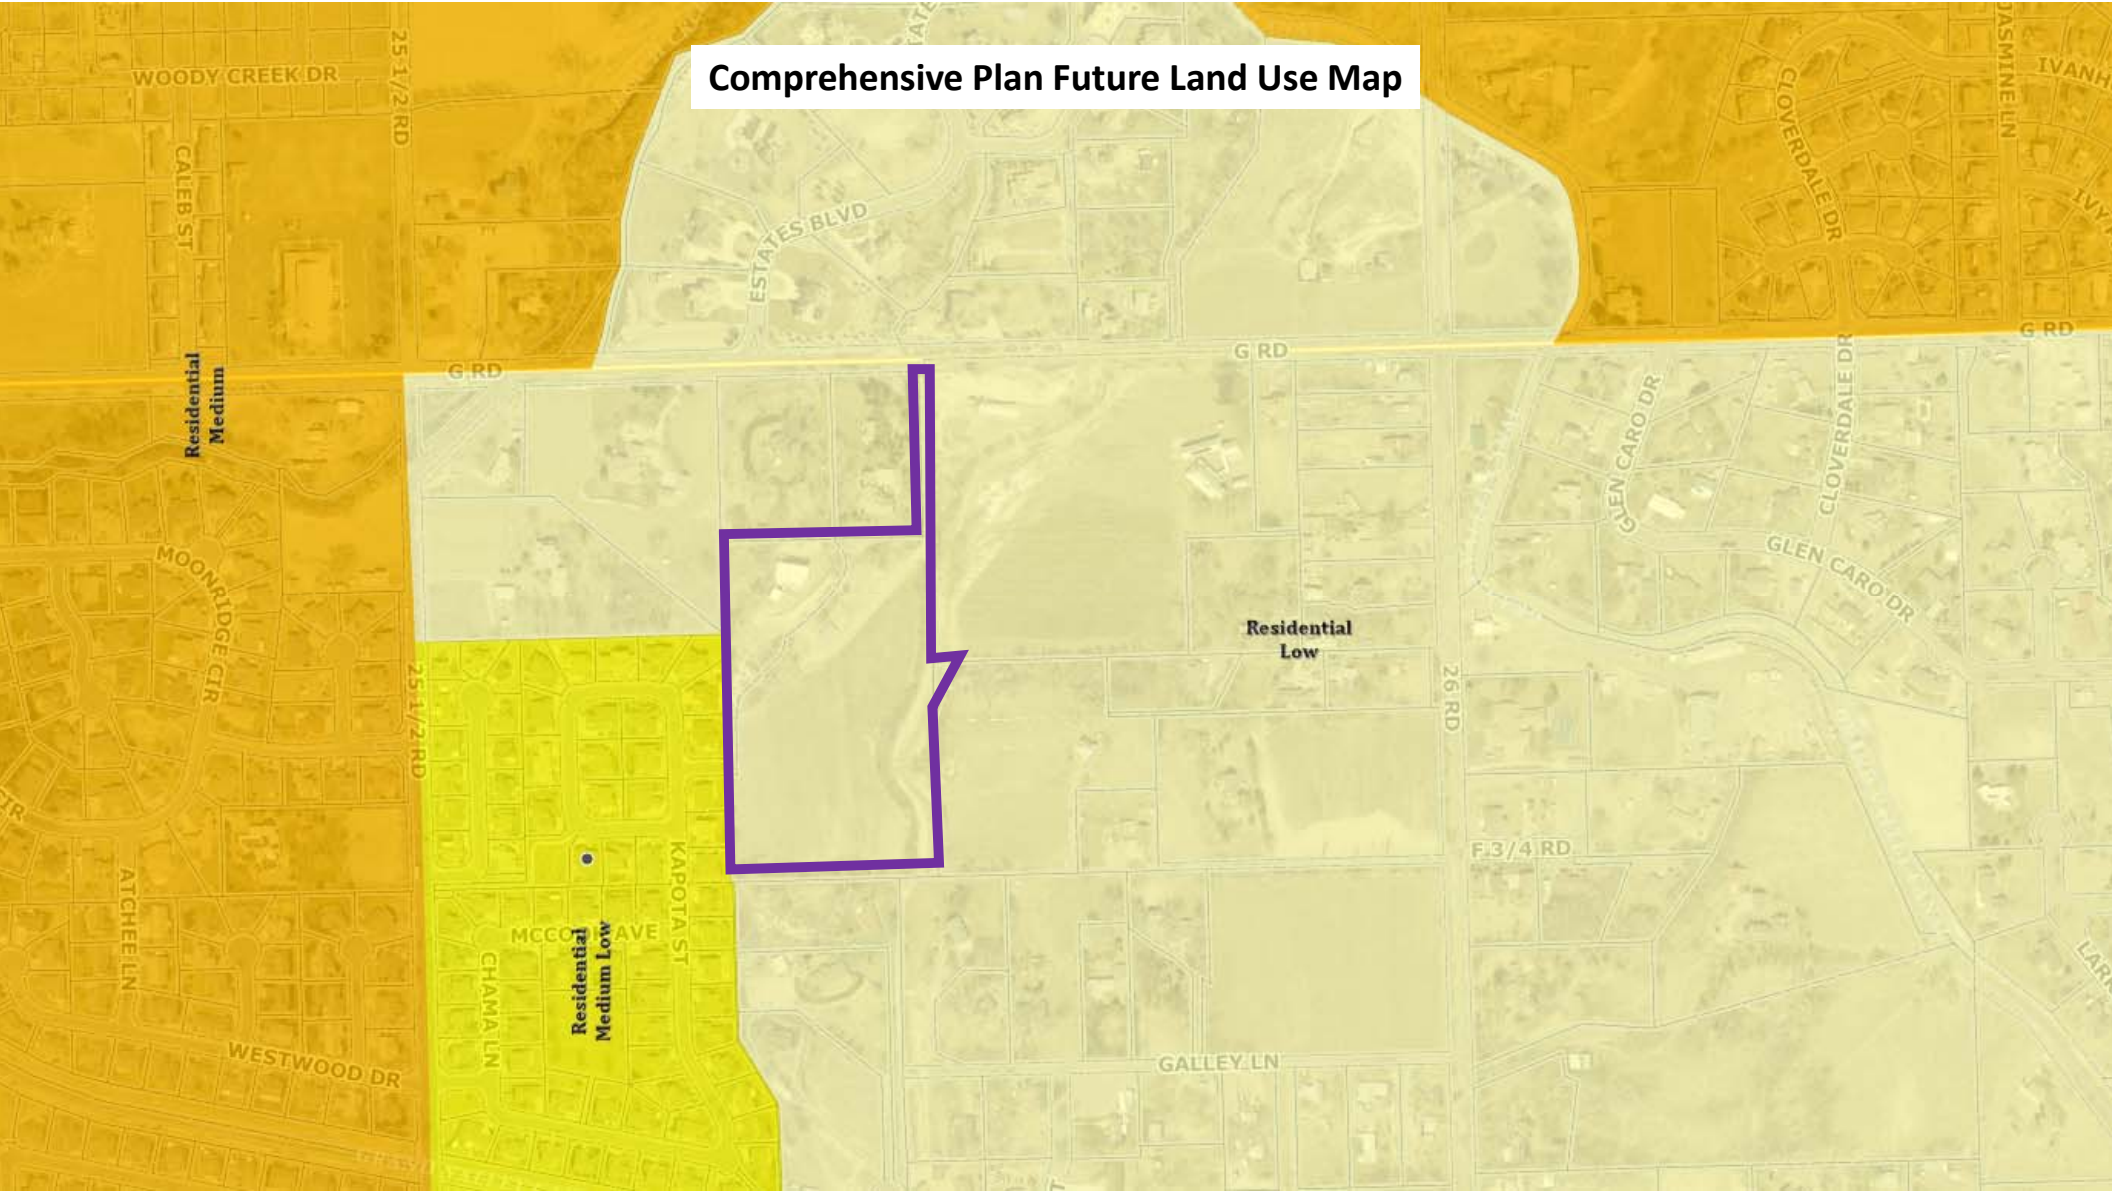 Comprehensive Plan Future Land Use Map
WOODY CREEK DR
25 1/2 RD
CALEB ST
ESTATES BLVD
CLOVERDALE DR
JASMINE LN
G RD
G RD
G RD
Residential
Medium
GLEN CARO DR
CLOVERDALE DR
GLEN CARO DR
MOONRIDGE CIR
25 1/2 RD
Residential
Low
26 RD
F 3/4 RD
KAPOTA ST
ATCHEE LN
CHAMA LN
AVE
Residential
Medium Low
WESTWOOD DR
GALLEY LN